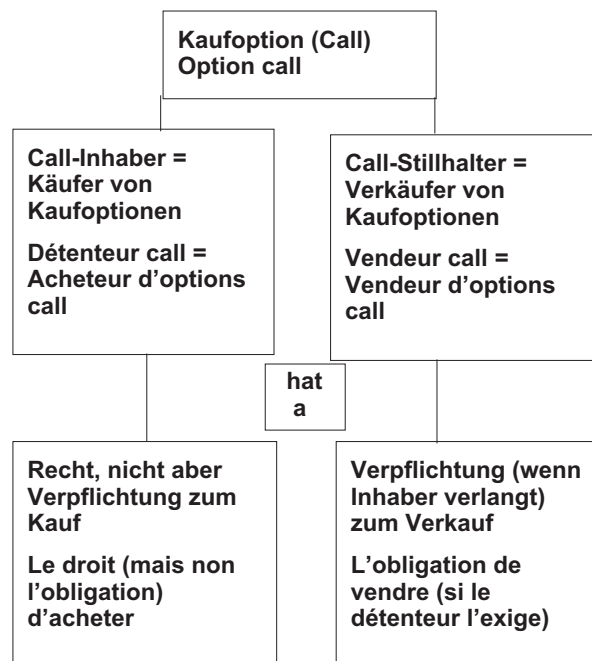 Kaufoption (Call)
Option call
Call-Inhaber =
Käufer von
Kaufoptionen
Détenteur call =
Acheteur d’options
call
Call-Stillhalter =
Verkäufer von
Kaufoptionen
Vendeur call =
Vendeur d’options
call
hat
a
Recht, nicht aber
Verpflichtung zum
Kauf
Le droit (mais non
l’obligation)
d’acheter
Verpflichtung (wenn
Inhaber verlangt)
zum Verkauf
L’obligation de
vendre (si le
détenteur l’exige)